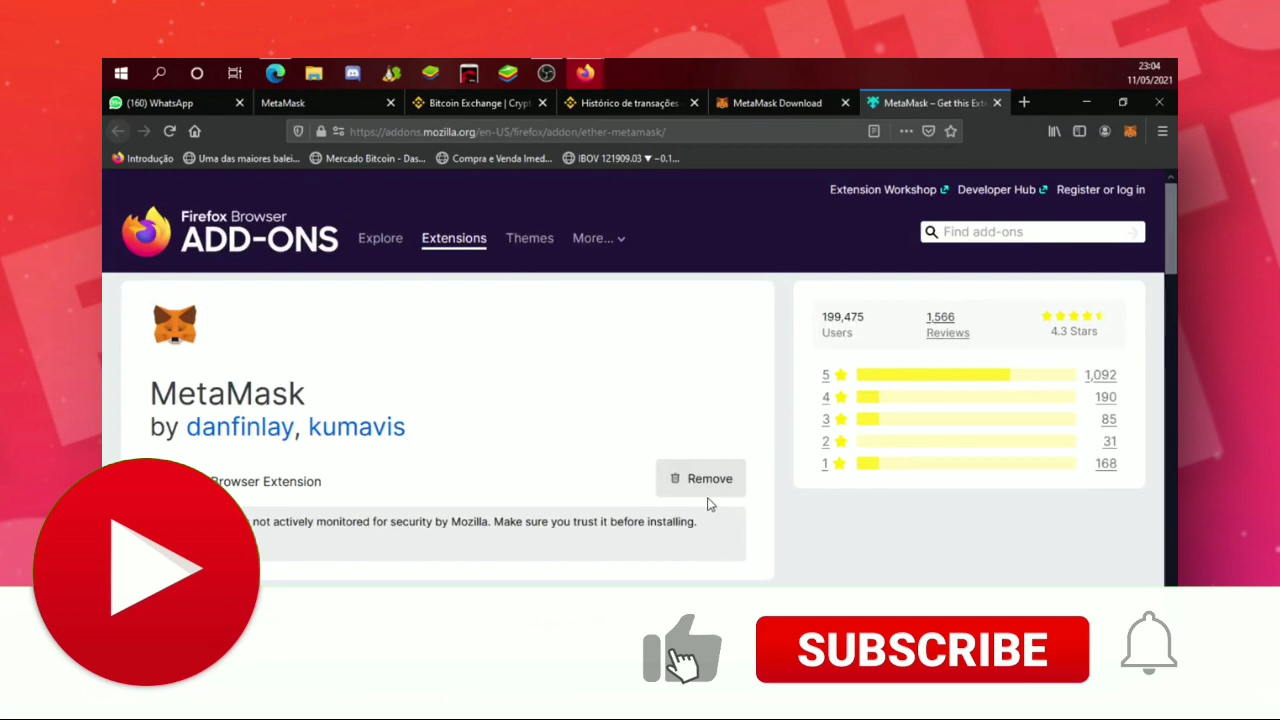 23:04
11/05/2021
(160) WhatsApp
MetaMask
Bitcoin Exchange | Crypt
Histórico de transações
MetaMask Download
MetaMask – Get this Ext
https://addons.mozilla.org/en-US/firefox/addon/ether-metamask/
Introdução
Uma das maiores balei...
Mercado Bitcoin - Das...
Compra e Venda Imed...
IBOV 121909.03 ▼ −0.1...
Extension Workshop
Developer Hub
Register or log in
Firefox Browser
ADD-ONS
Explore
Extensions
Themes
More...
Find add-ons
MetaMask
by danfinlay, kumavis
Browser Extension
Remove
not actively monitored for security by Mozilla. Make sure you trust it before installing.
199,475
Users
1,566
Reviews
4.3 Stars
5
1,092
4
190
3
85
2
31
1
168
SUBSCRIBE